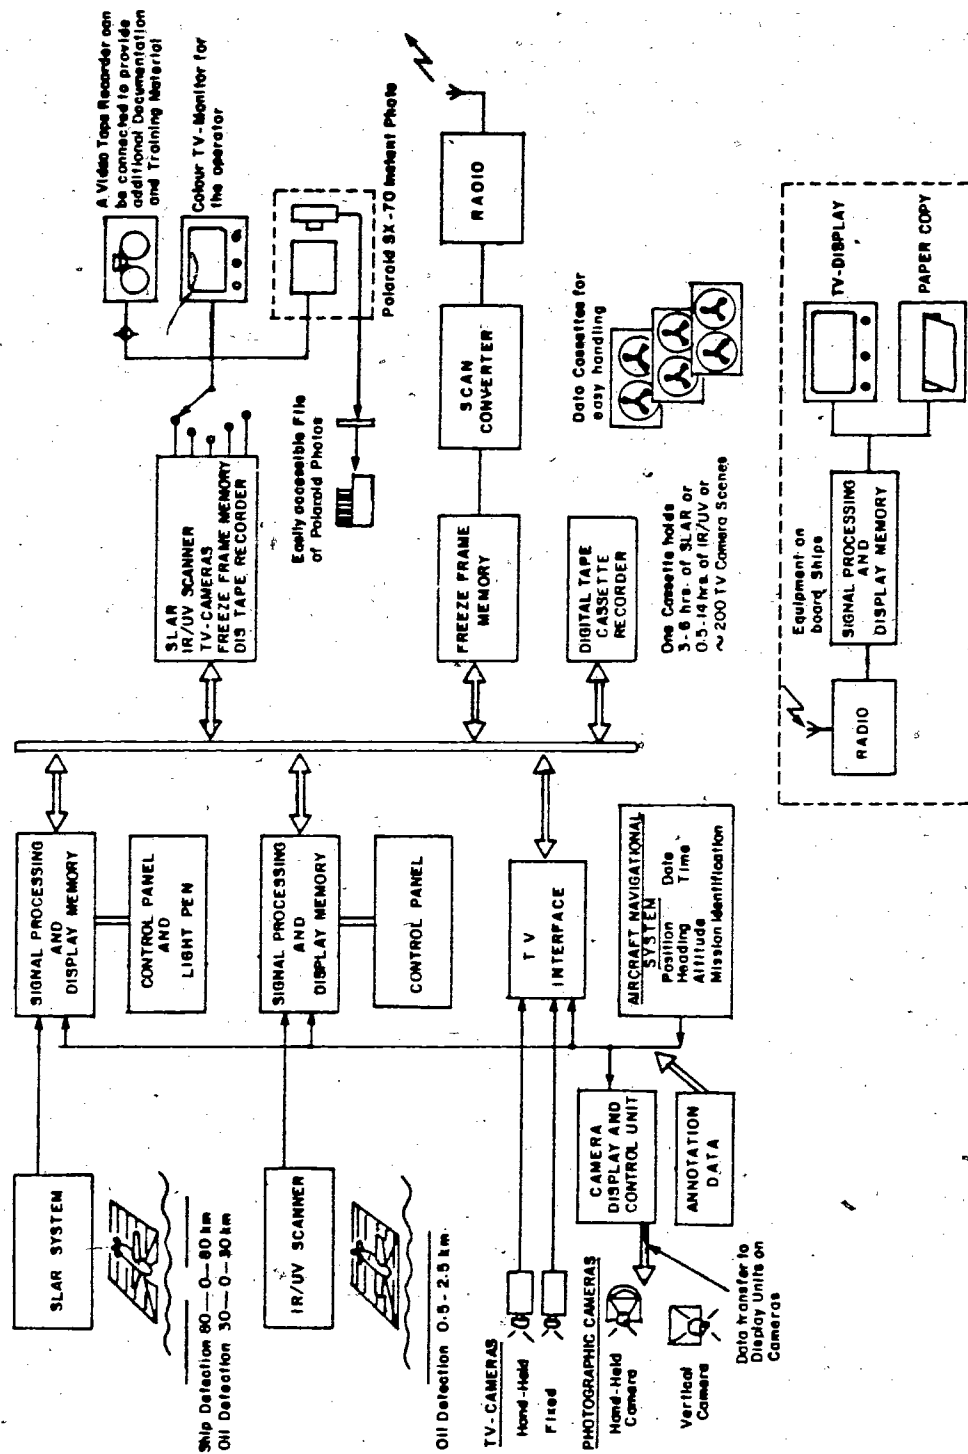 SLAR SYSTEM
Ship Detection 80—0—80 km
Oil Detection 30—0—30 km
SIGNAL PROCESSING
AND
DISPLAY MEMORY
CONTROL PANEL
AND
LIGHT PEN
IR/UV SCANNER
Oil Detection 0.5-2.5 km
SIGNAL PROCESSING
AND
DISPLAY MEMORY
CONTROL PANEL
TV-CAMERAS
Hand-Held
Fixed
TV
INTERFACE
PHOTOGRAPHIC CAMERAS
Hand-Held
Camera
Vertical
Camera
Data transfer to
Display Units on
Cameras
CAMERA
DISPLAY AND
CONTROL UNIT
ANNOTATION
DATA
AIRCRAFT NAVIGATIONAL
SYSTEM
Position Date
Heading Time
Altitude
Mission Identification
SLAR
IR/UV SCANNER
TV-CAMERAS
FREEZE FRAME MEMORY
DIS TAPE RECORDER
A Video Tape Recorder can
be connected to provide
additional Documentation
and Training Material
Colour TV-Monitor for
the operator
Polaroid SX-70 Instant Photo
Easily accessible File
of Polaroid Photos
FREEZE FRAME
MEMORY
SCAN
CONVERTER
RADIO
DIGITAL TAPE
CASSETTE
RECORDER
Data Cassettes for
easy handling
One Cassette holds
3-6 hrs. of SLAR or
0.5-14 hrs. of IR/UV or
~200 TV Camera Scenes
Equipment on
board Ships
RADIO
SIGNAL PROCESSING
AND
DISPLAY MEMORY
TV-DISPLAY
PAPER COPY